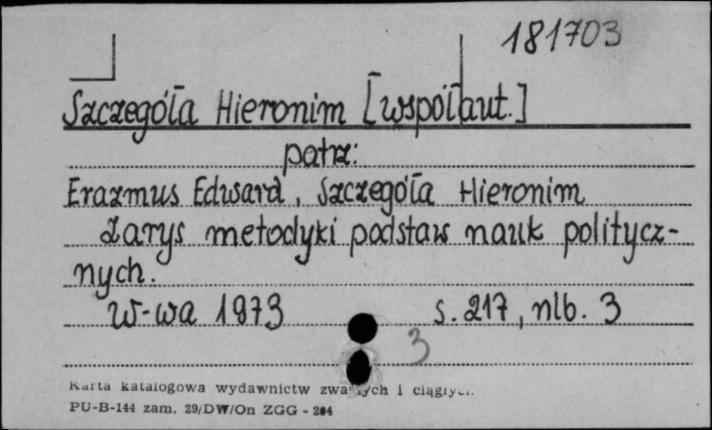 181703
Szczegóła Hieronim [współaut.]
patrz:
Erazmus Edward, Szczegóła Hieronim
Zarys metodyki podstaw nauk politycz-
nych.
W-wa 1973 s. 217, nlb. 3
3
Karta katalogowa wydawnictw zwartych i ciągłych
PU-B-144 zam. 29/DW/On ZGG - 204